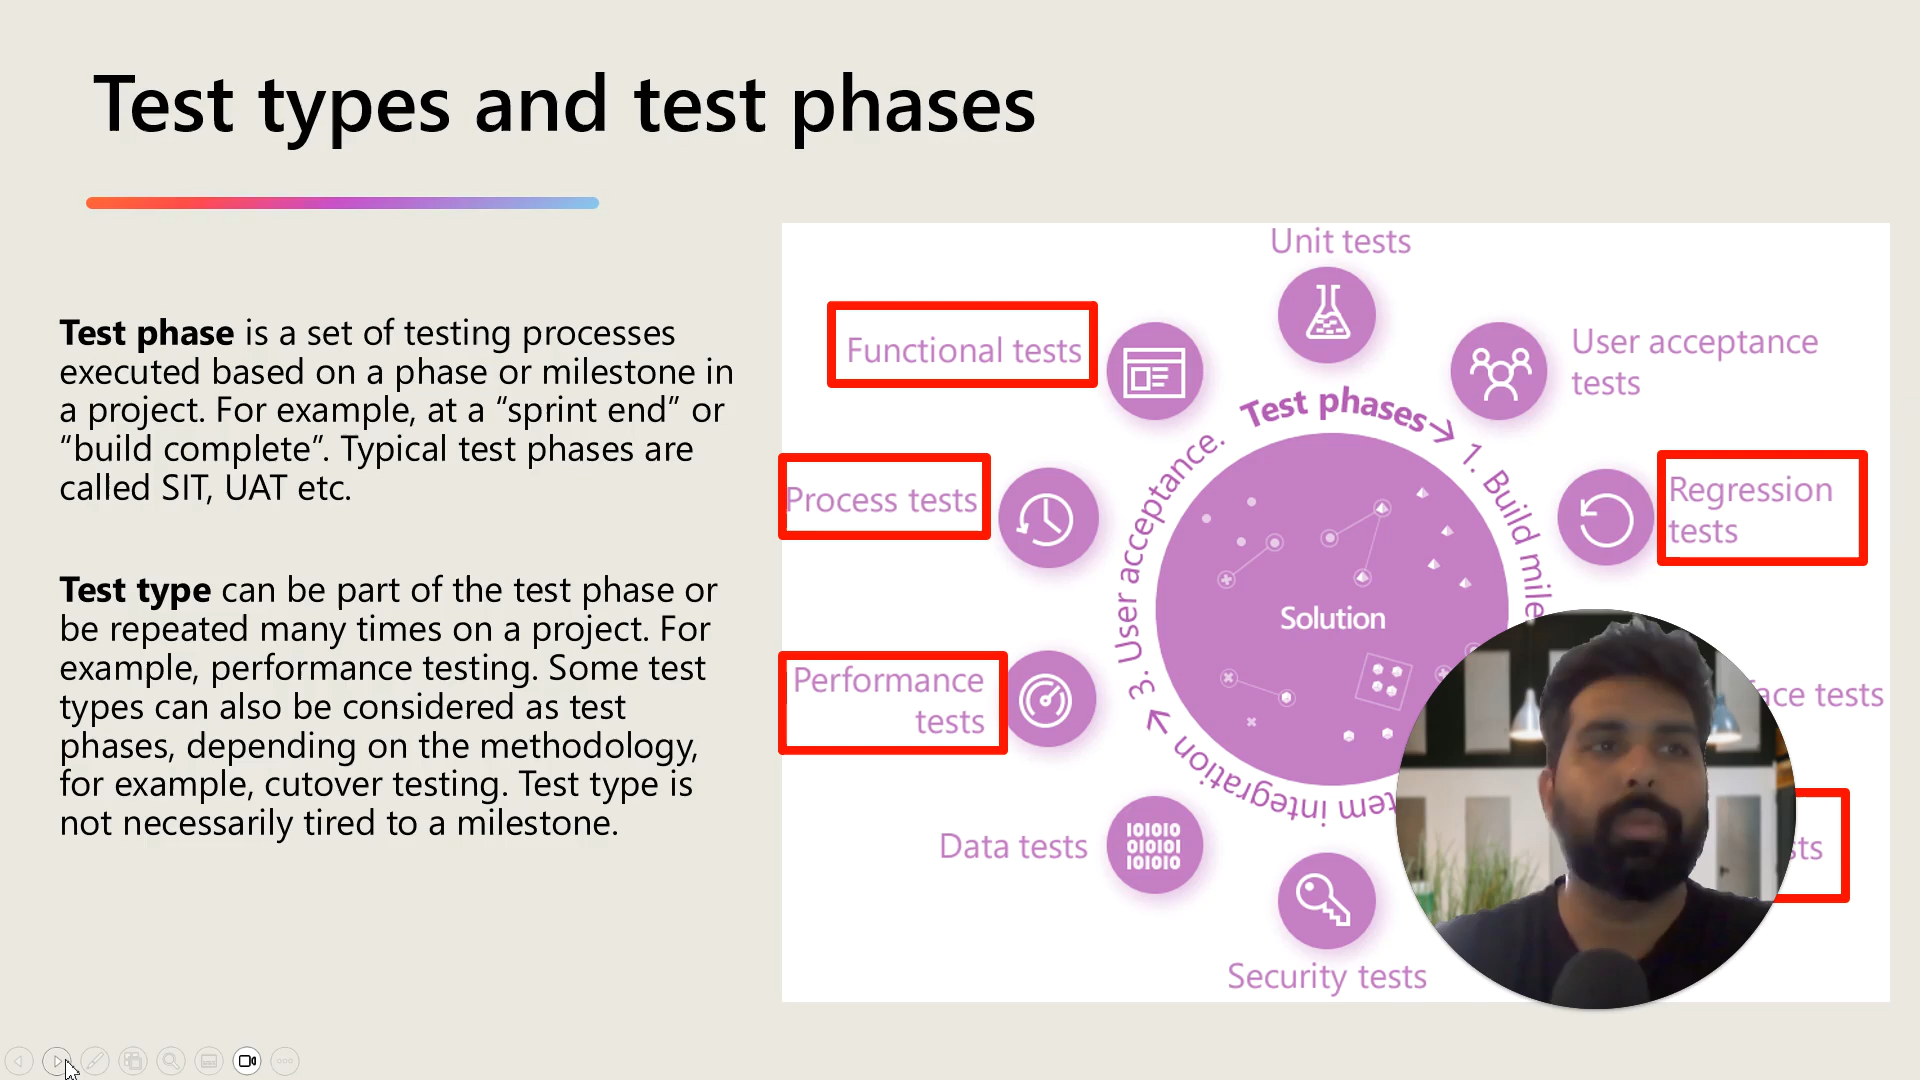 Test types and test phases
Test phase is a set of testing processes
executed based on a phase or milestone in
a project. For example, at a “sprint end” or
“build complete”. Typical test phases are
called SIT, UAT etc.
Test type can be part of the test phase or
be repeated many times on a project. For
example, performance testing. Some test
types can also be considered as test
phases, depending on the methodology,
for example, cutover testing. Test type is
not necessarily tired to a milestone.
Unit tests
Functional tests
User acceptance
tests
Process tests
Regression
tests
Performance
tests
tests
Data tests
Security tests
Test phases→ 1. Build
integration → 3. User acceptance.
Solution
10101
01010
10101